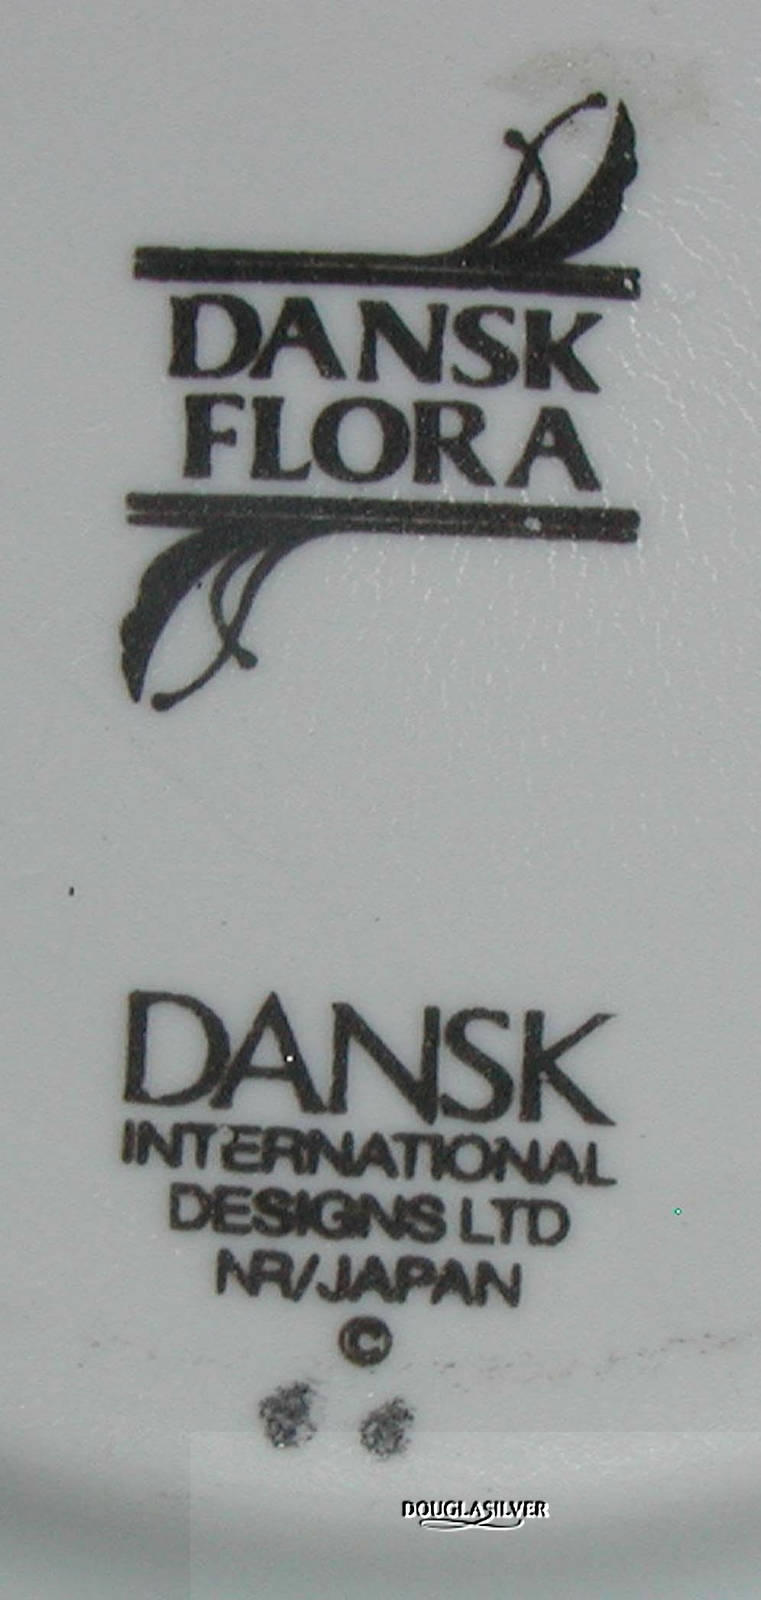 DANSK
FLORA
DANSK
INTERNATIONAL
DESIGNS LTD
NR/JAPAN
©
DOUGLASILVER